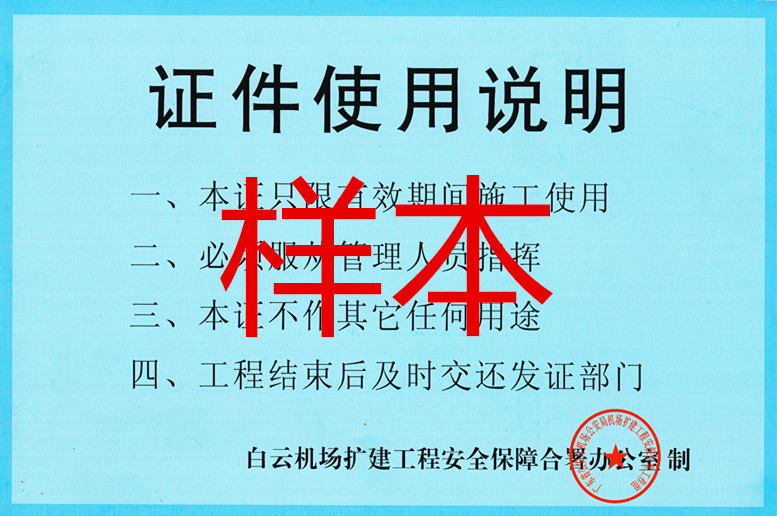 证件使用说明
一、本证只限有效期间施工使用
二、必须服从管理人员指挥
三、本证不作其它任何用途
四、工程结束后及时交还发证部门
样本
白云机场扩建工程安全保障合署办公室 制